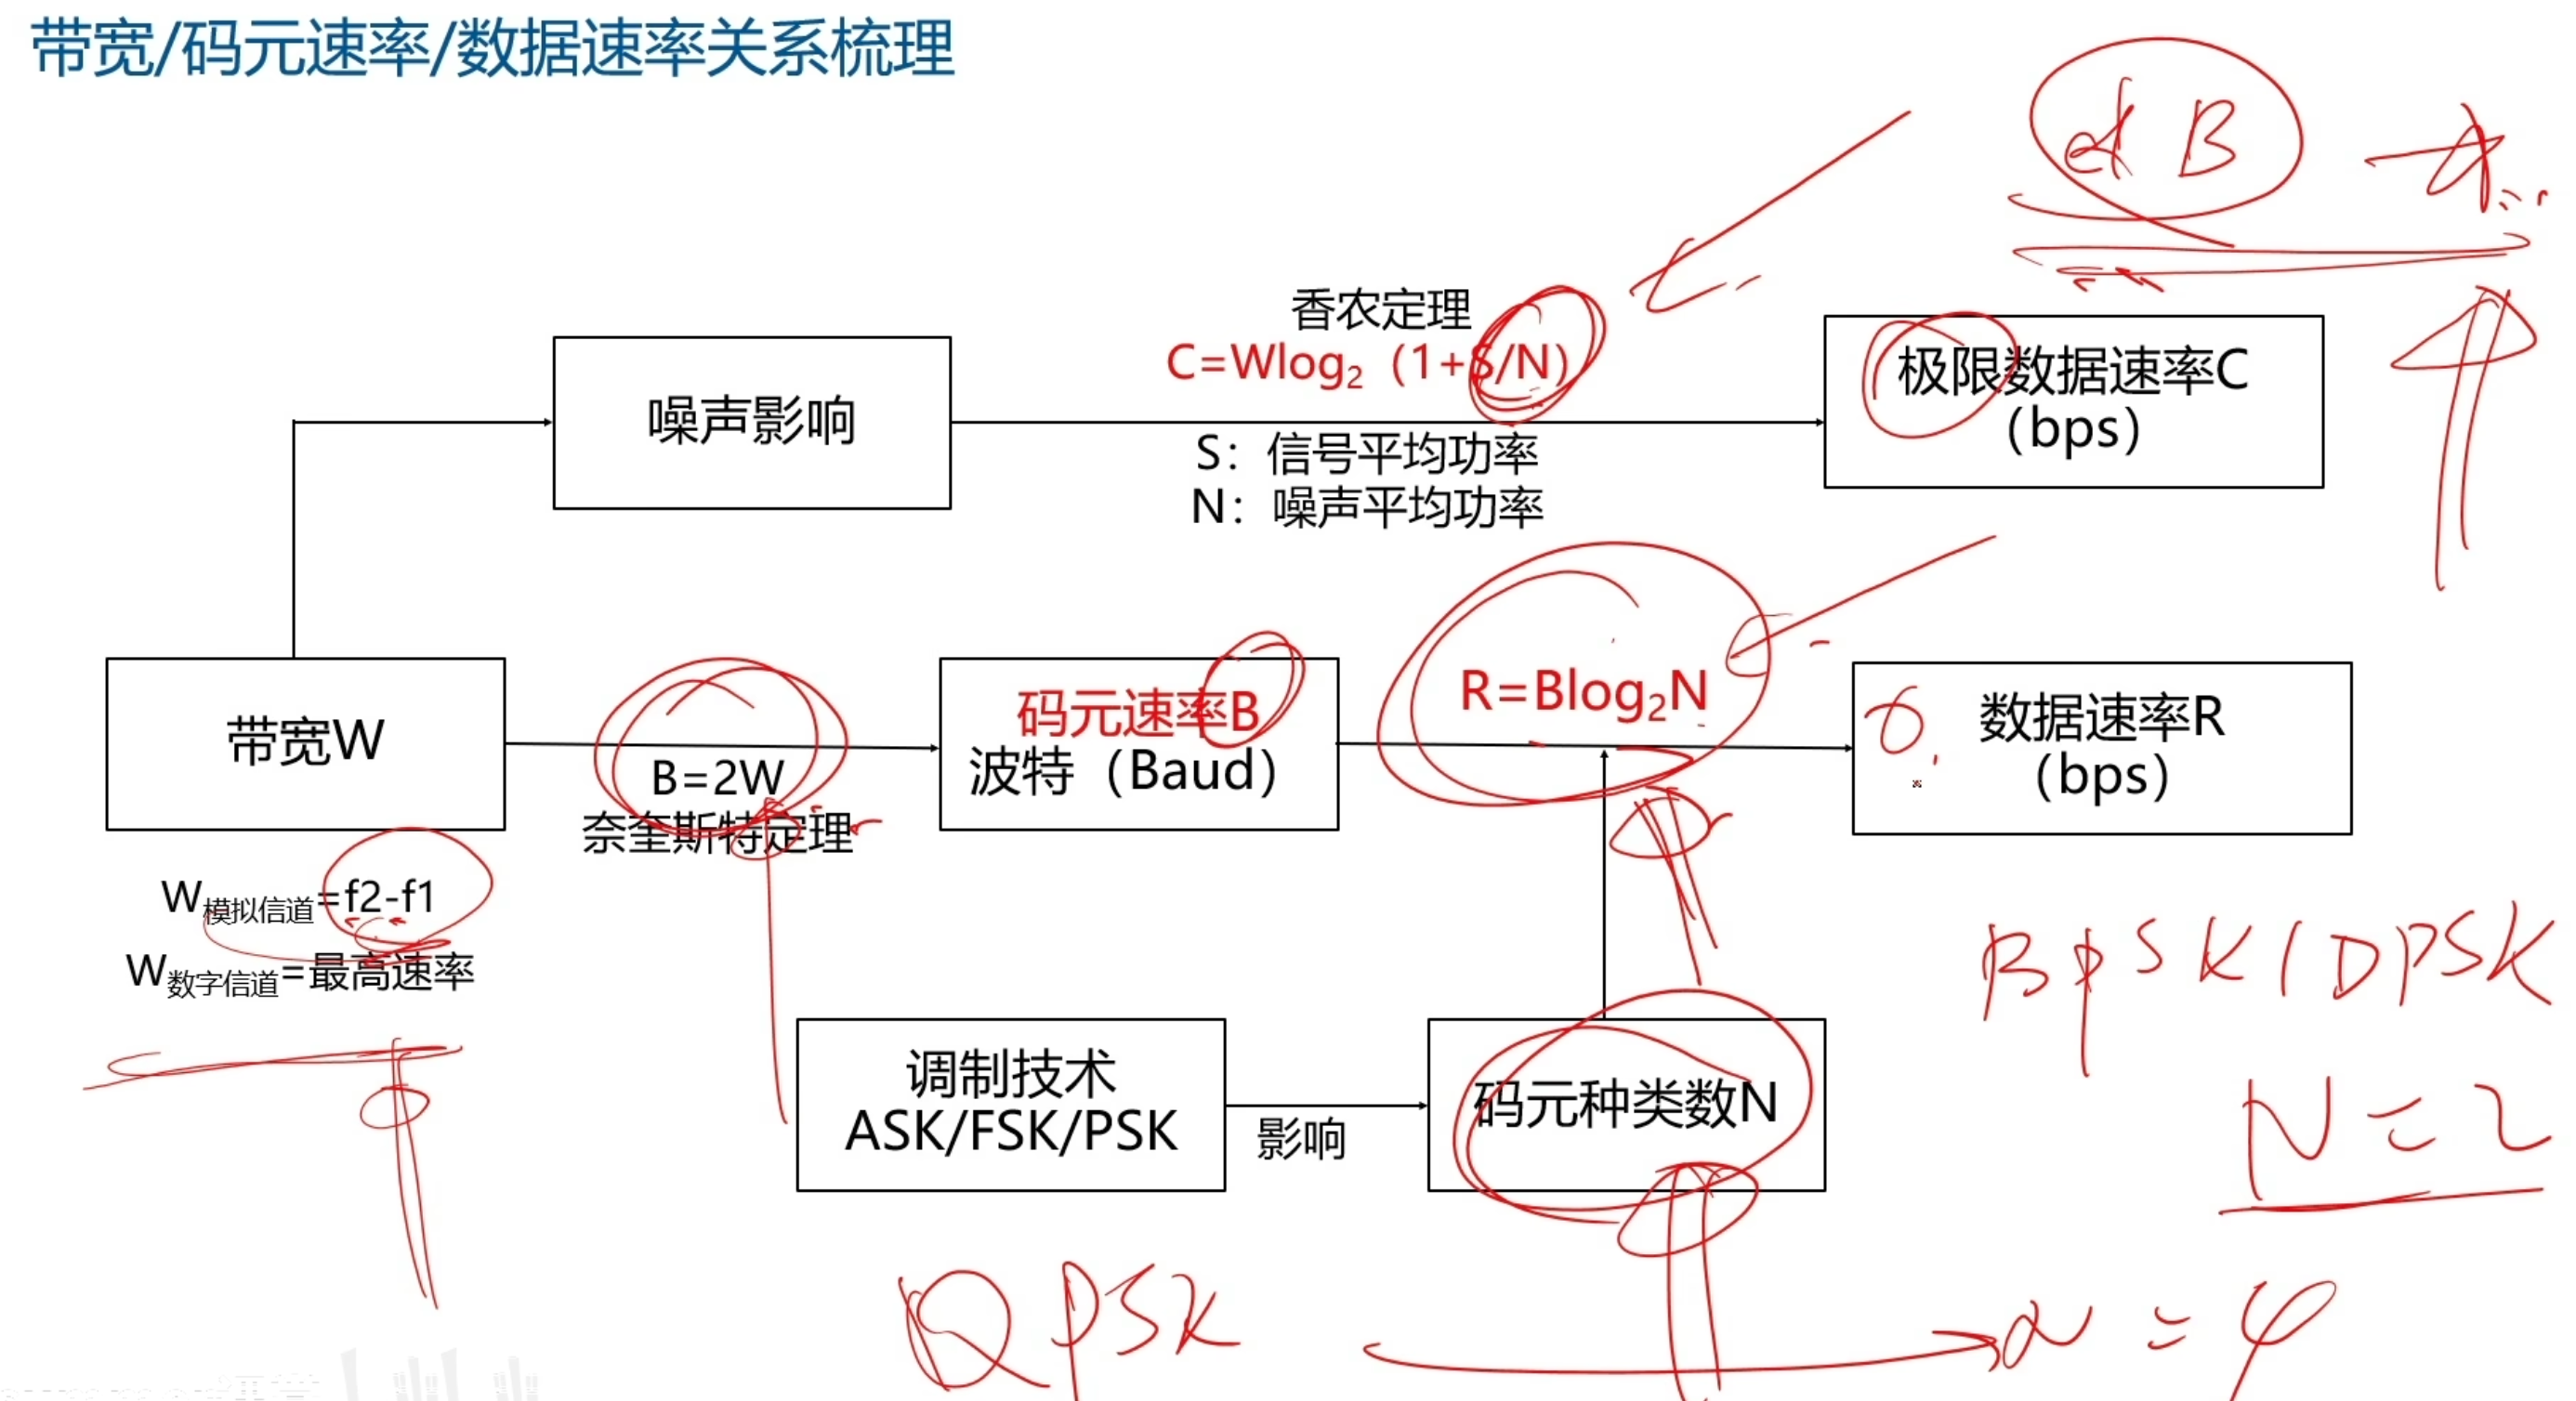 带宽/码元速率/数据速率关系梳理
dB
香农定理
C=Wlog₂（1+S/N）
噪声影响
极限数据速率C
（bps）
S：信号平均功率
N：噪声平均功率
带宽W
B=2W
奈奎斯特定理
码元速率B
波特（Baud）
R=Blog₂N
数据速率R
（bps）
W模拟信道=f2-f1
W数字信道=最高速率
BPSK/DPSK
N=2
调制技术
ASK/FSK/PSK
影响
码元种类数N
QPSK
N=4